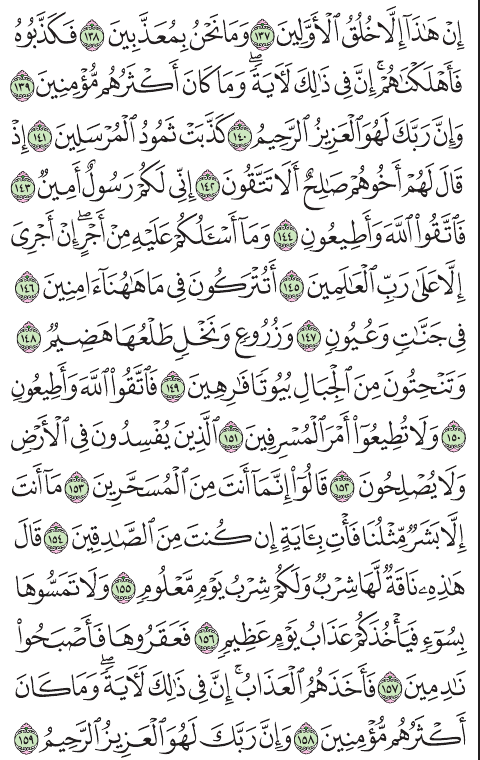 إِنْ هَٰذَآ إِلَّا خُلُقُ ٱلْأَوَّلِينَ ١٣٧ وَمَا نَحْنُ بِمُعَذَّبِينَ ١٣٨ فَكَذَّبُوهُ
فَأَهْلَكْنَٰهُمْ ۗ إِنَّ فِى ذَٰلِكَ لَءَايَةً ۖ وَمَا كَانَ أَكْثَرُهُم مُّؤْمِنِينَ ١٣٩
وَإِنَّ رَبَّكَ لَهُوَ ٱلْعَزِيزُ ٱلرَّحِيمُ ١٤٠ كَذَّبَتْ ثَمُودُ ٱلْمُرْسَلِينَ ١٤١ إِذْ
قَالَ لَهُمْ أَخُوهُمْ صَٰلِحٌ أَلَا تَتَّقُونَ ١٤٢ إِنِّى لَكُمْ رَسُولٌ أَمِينٌ ١٤٣
فَٱتَّقُوا۟ ٱللَّهَ وَأَطِيعُونِ ١٤٤ وَمَآ أَسْـَٔلُكُمْ عَلَيْهِ مِنْ أَجْرٍ ۖ إِنْ أَجْرِىَ
إِلَّا عَلَىٰ رَبِّ ٱلْعَٰلَمِينَ ١٤٥ أَتُتْرَكُونَ فِى مَا هَٰهُنَآ ءَامِنِينَ ١٤٦
فِى جَنَّٰتٍ وَعُيُونٍ ١٤٧ وَزُرُوعٍ وَنَخْلٍ طَلْعُهَا هَضِيمٌ ١٤٨
وَتَنْحِتُونَ مِنَ ٱلْجِبَالِ بُيُوتًا فَٰرِهِينَ ١٤٩ فَٱتَّقُوا۟ ٱللَّهَ وَأَطِيعُونِ
١٥٠ وَلَا تُطِيعُوٓا۟ أَمْرَ ٱلْمُسْرِفِينَ ١٥١ ٱلَّذِينَ يُفْسِدُونَ فِى ٱلْأَرْضِ
وَلَا يُصْلِحُونَ ١٥٢ قَالُوٓا۟ إِنَّمَآ أَنتَ مِنَ ٱلْمُسَحَّرِينَ ١٥٣ مَآ أَنتَ
إِلَّا بَشَرٌ مِّثْلُنَا فَأْتِ بِـَٔايَةٍ إِن كُنتَ مِنَ ٱلصَّٰدِقِينَ ١٥٤ قَالَ
هَٰذِهِۦ نَاقَةٌ لَّهَا شِرْبٌ وَلَكُمْ شِرْبُ يَوْمٍ مَّعْلُومٍ ١٥٥ وَلَا تَمَسُّوهَا
بِسُوٓءٍ فَيَأْخُذَكُمْ عَذَابُ يَوْمٍ عَظِيمٍ ١٥٦ فَعَقَرُوهَا فَأَصْبَحُوا۟
نَٰدِمِينَ ١٥٧ فَأَخَذَهُمُ ٱلْعَذَابُ ۗ إِنَّ فِى ذَٰلِكَ لَءَايَةً ۖ وَمَا كَانَ
أَكْثَرُهُم مُّؤْمِنِينَ ١٥٨ وَإِنَّ رَبَّكَ لَهُوَ ٱلْعَزِيزُ ٱلرَّحِيمُ ١٥٩